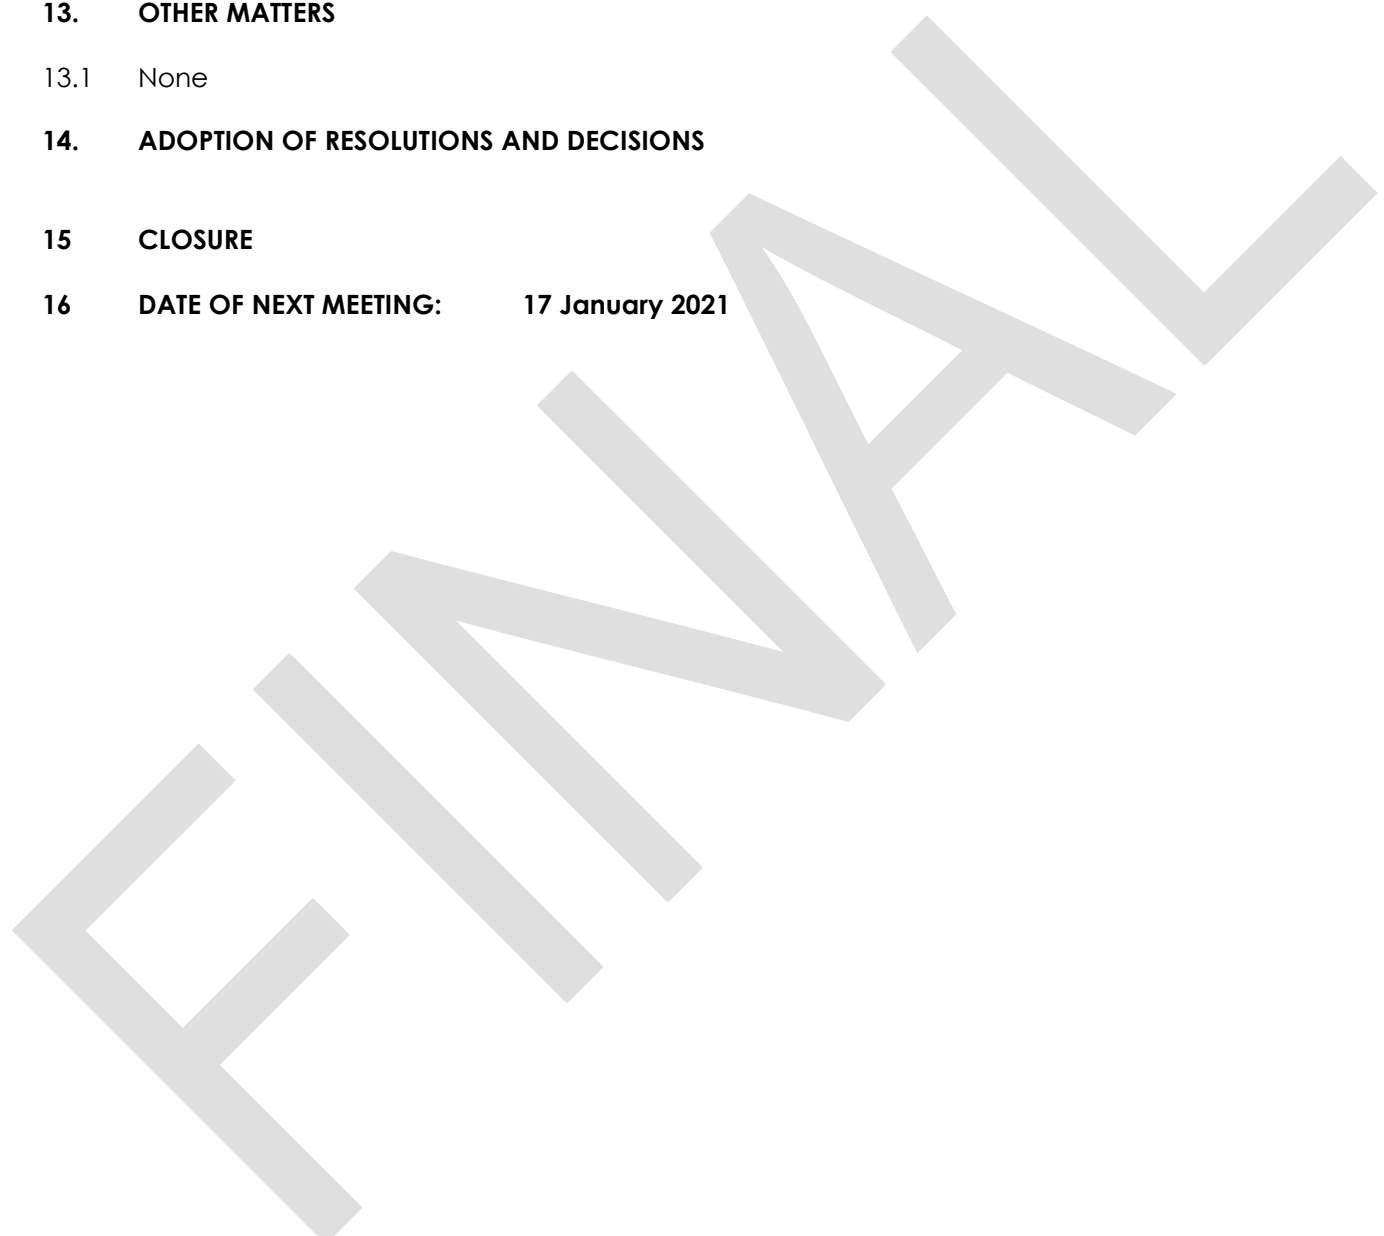 13. OTHER MATTERS
13.1 None
14. ADOPTION OF RESOLUTIONS AND DECISIONS
15 CLOSURE
16 DATE OF NEXT MEETING: 17 January 2021
FINAL